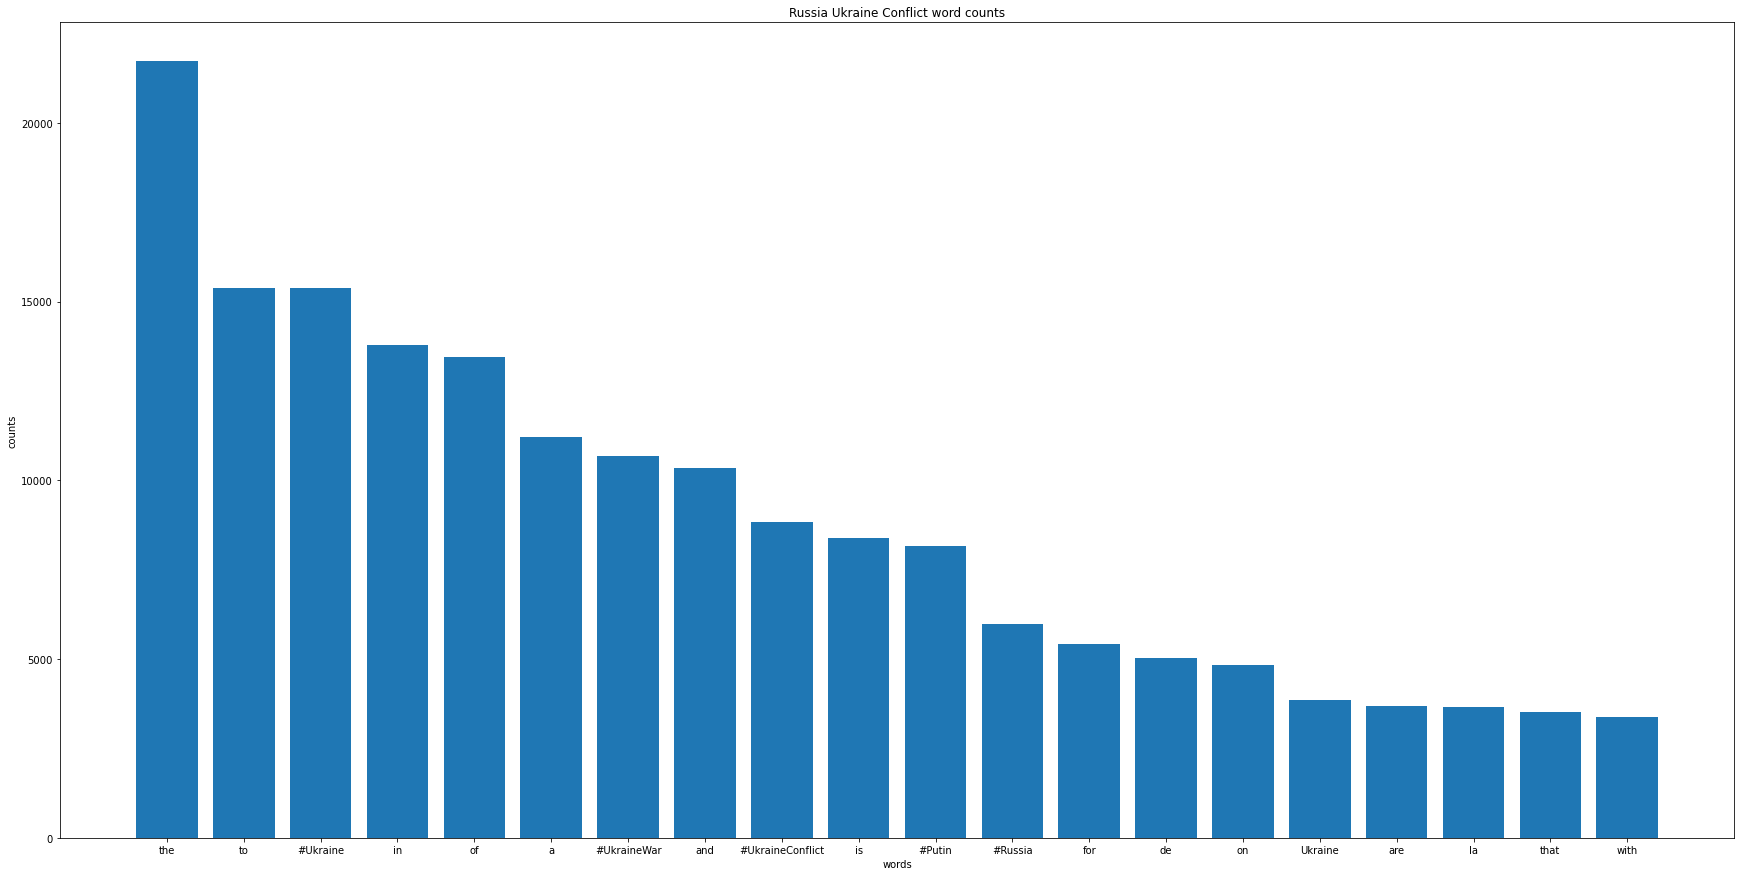 Russia Ukraine Conflict word counts
20000
15000
10000
5000
0
counts
the to #Ukraine in of a #UkraineWar and #UkraineConflict is #Putin #Russia for de on Ukraine are la that with
words